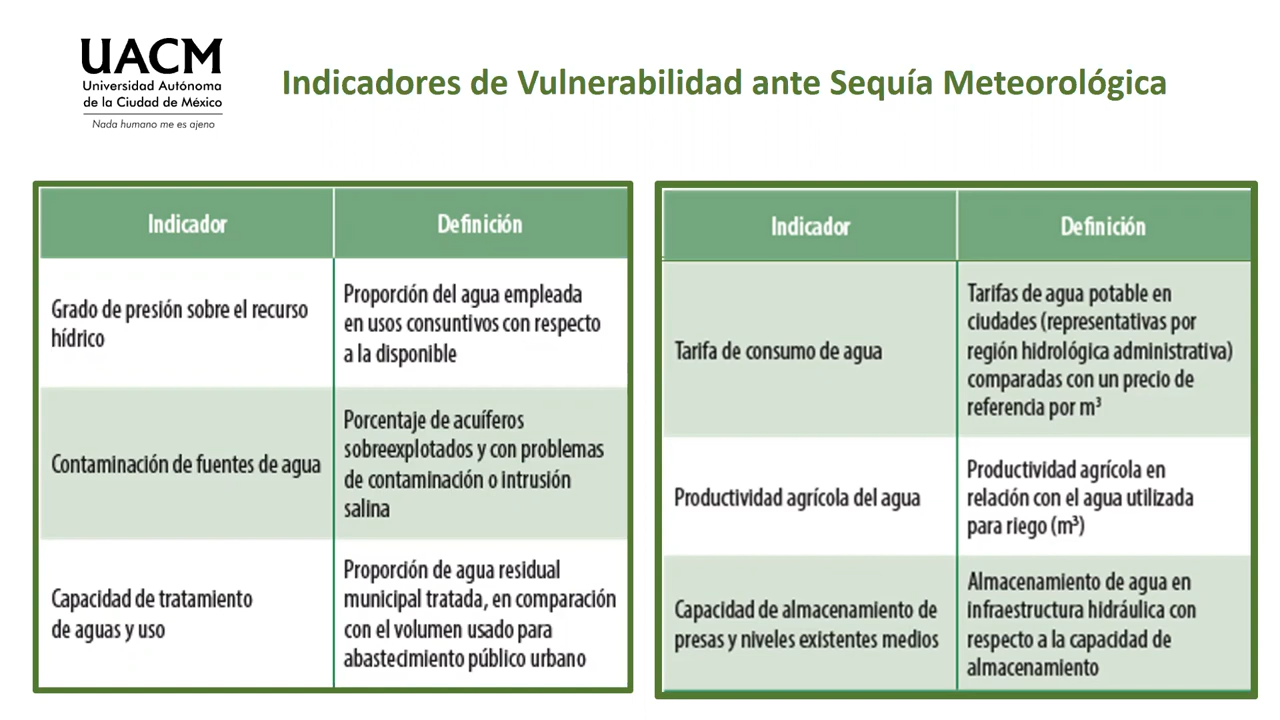 UACM
Universidad Autónoma
de la Ciudad de México
Nada humano me es ajeno
Indicadores de Vulnerabilidad ante Sequía Meteorológica
Indicador
Definición
Grado de presión sobre el recurso
hídrico
Proporción del agua empleada
en usos consuntivos con respecto
a la disponible
Contaminación de fuentes de agua
Porcentaje de acuíferos
sobreexplotados y con problemas
de contaminación o intrusión
salina
Capacidad de tratamiento
de aguas y uso
Proporción de agua residual
municipal tratada, en comparación
con el volumen usado para
abastecimiento público urbano
Indicador
Definición
Tarifa de consumo de agua
Tarifas de agua potable en
ciudades (representativas por
región hidrológica administrativa)
comparadas con un precio de
referencia por m³
Productividad agrícola del agua
Productividad agrícola en
relación con el agua utilizada
para riego (m³)
Capacidad de almacenamiento de
presas y niveles existentes medios
Almacenamiento de agua en
infraestructura hidráulica con
respecto a la capacidad de
almacenamiento